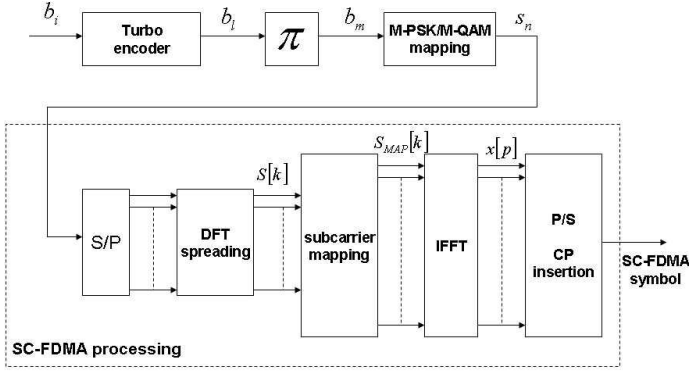 b_i
Turbo
encoder
b_l
π
b_m
M-PSK/M-QAM
mapping
s_n
S/P
DFT
spreading
S[k]
subcarrier
mapping
S_MAP[k]
IFFT
x[p]
P/S
CP
insertion
SC-FDMA
symbol
SC-FDMA processing